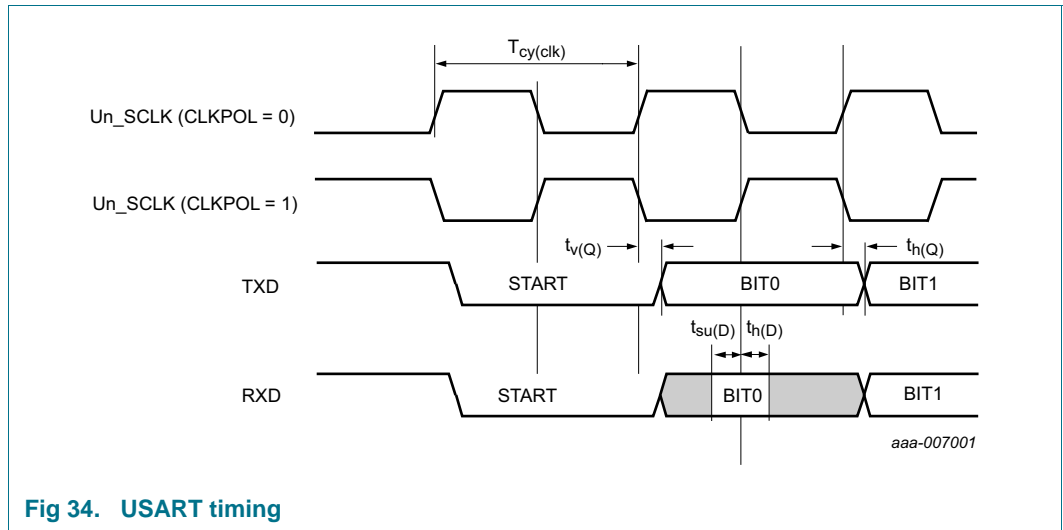 Tcy(clk)
Un_SCLK (CLKPOL = 0)
Un_SCLK (CLKPOL = 1)
tv(Q)
th(Q)
TXD
START
BIT0
BIT1
tsu(D)
th(D)
RXD
START
BIT0
BIT1
aaa-007001
Fig 34. USART timing